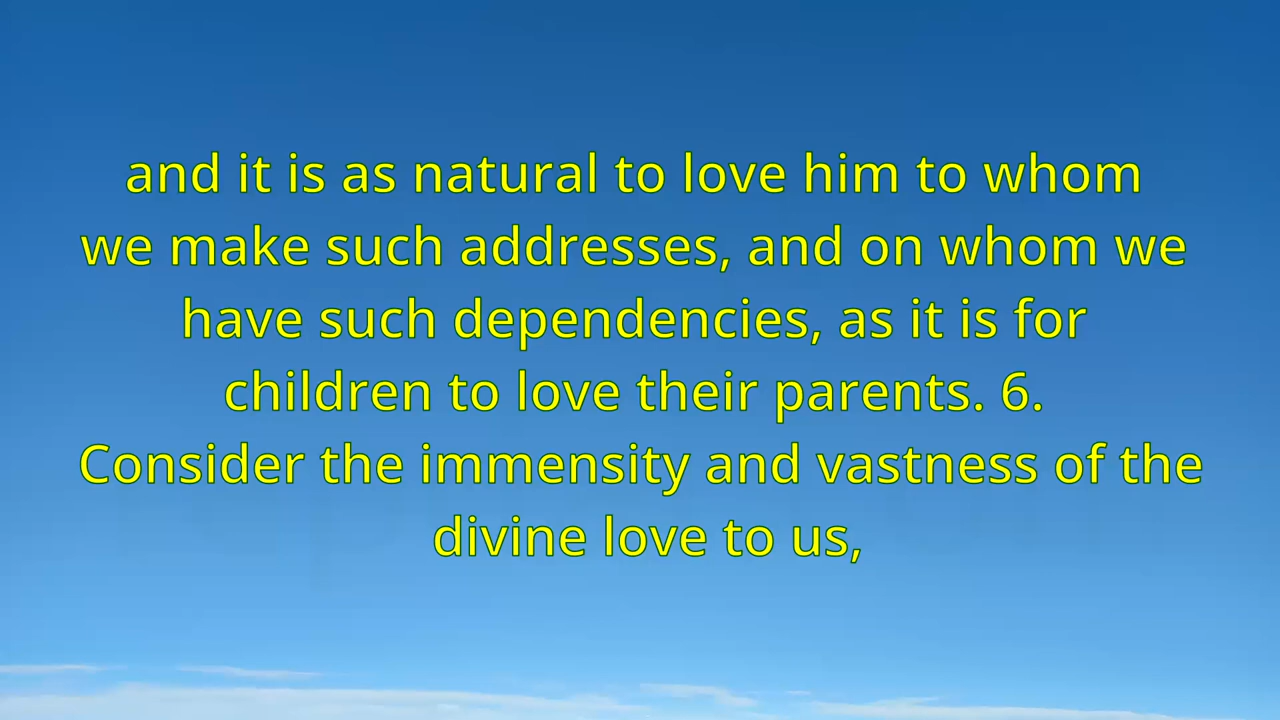 and it is as natural to love him to whom
we make such addresses, and on whom we
have such dependencies, as it is for
children to love their parents. 6.
Consider the immensity and vastness of the
divine love to us,